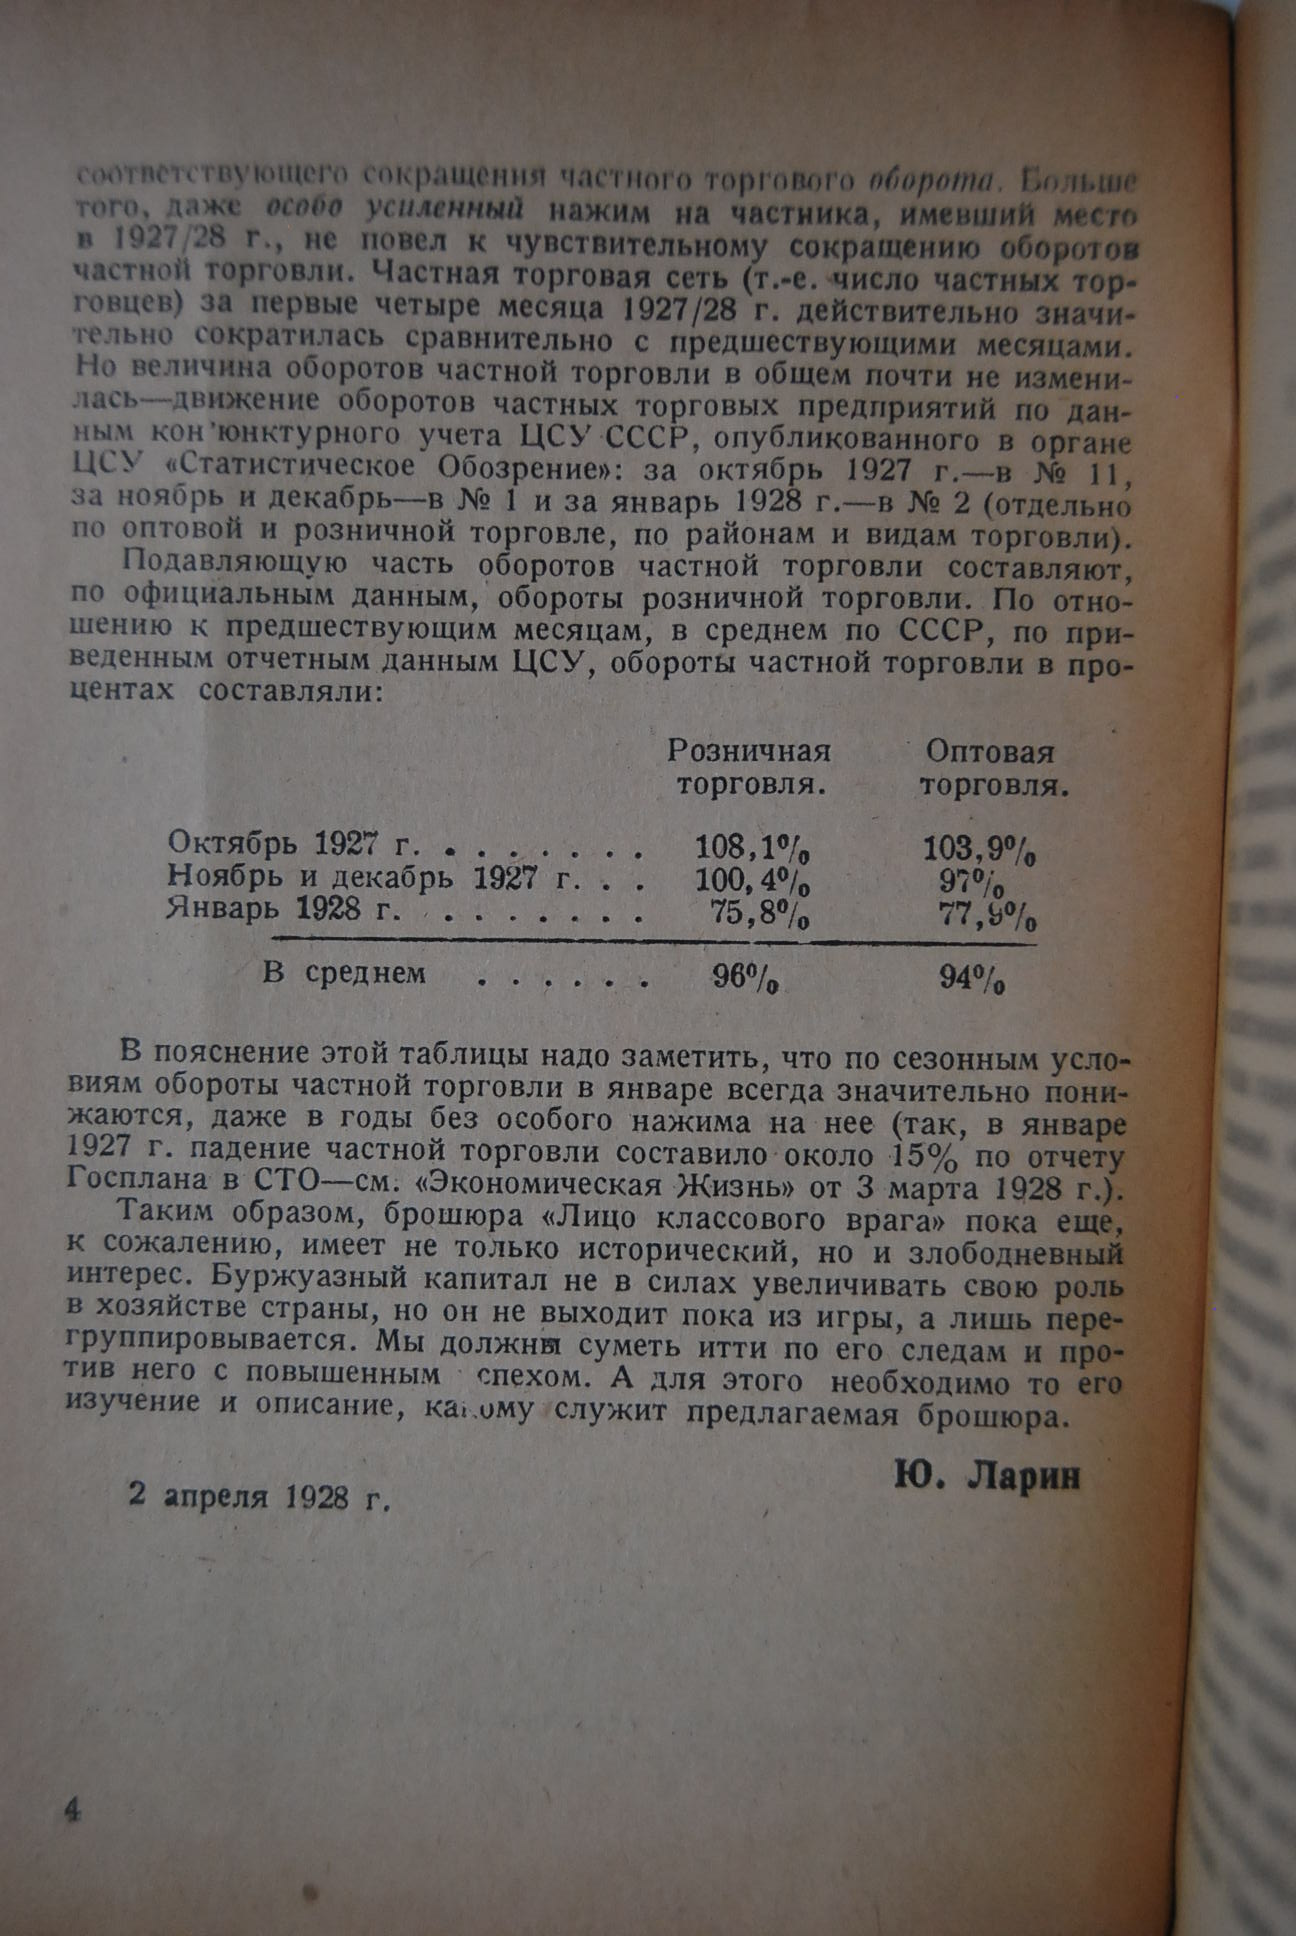 соответствующего сокращения частного торгового оборота. Больше
того, даже особо усиленный нажим на частника, имевший место
в 1927/28 г., не повел к чувствительному сокращению оборотов
частной торговли. Частная торговая сеть (т.-е. число частных тор-
говцев) за первые четыре месяца 1927/28 г. действительно значи-
тельно сократилась сравнительно с предшествующими месяцами.
Но величина оборотов частной торговли в общем почти не измени-
лась—движение оборотов частных торговых предприятий по дан-
ным кон'юнктурного учета ЦСУ СССР, опубликованного в органе
ЦСУ «Статистическое Обозрение»: за октябрь 1927 г.—в № 11,
за ноябрь и декабрь—в № 1 и за январь 1928 г.—в № 2 (отдельно
по оптовой и розничной торговле, по районам и видам торговли).
Подавляющую часть оборотов частной торговли составляют,
по официальным данным, обороты розничной торговли. По отно-
шению к предшествующим месяцам, в среднем по СССР, по при-
веденным отчетным данным ЦСУ, обороты частной торговли в про-
центах составляли:
Розничная Оптовая
торговля. торговля.
Октябрь 1927 г. . . . . . . . 108,1% 103,9%
Ноябрь и декабрь 1927 г. . . 100,4% 97%
Январь 1928 г. . . . . . . . 75,8% 77,9%
В среднем . . . . . . 96% 94%
В пояснение этой таблицы надо заметить, что по сезонным усло-
виям обороты частной торговли в январе всегда значительно пони-
жаются, даже в годы без особого нажима на нее (так, в январе
1927 г. падение частной торговли составило около 15% по отчету
Госплана в СТО—см. «Экономическая Жизнь» от 3 марта 1928 г.).
Таким образом, брошюра «Лицо классового врага» пока еще,
к сожалению, имеет не только исторический, но и злободневный
интерес. Буржуазный капитал не в силах увеличивать свою роль
в хозяйстве страны, но он не выходит пока из игры, а лишь пере-
группировывается. Мы должны суметь итти по его следам и про-
тив него с повышенным спехом. А для этого необходимо то его
изучение и описание, какому служит предлагаемая брошюра.
Ю. Ларин
2 апреля 1928 г.
4